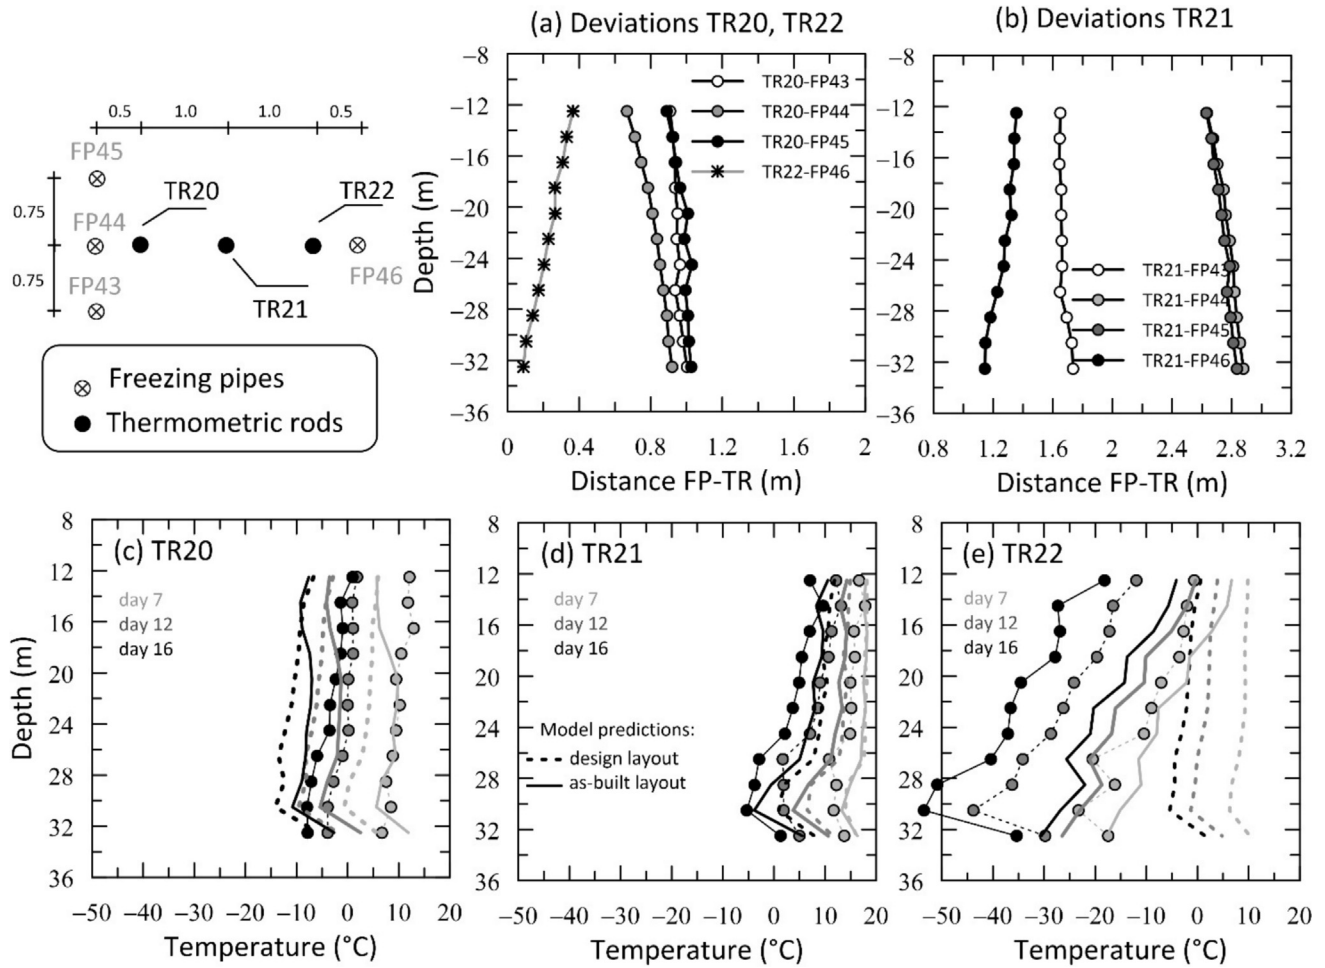 (a) Deviations TR20, TR22
(b) Deviations TR21
0.5 1.0 1.0 0.5
FP45
0.75
FP44
TR20
TR22
0.75
FP43
TR21
FP46
Freezing pipes
Thermometric rods
−8
−12
−16
−20
−24
−28
−32
−36
Depth (m)
TR20-FP43
TR20-FP44
TR20-FP45
TR22-FP46
0 0.4 0.8 1.2 1.6 2
Distance FP-TR (m)
−8
−12
−16
−20
−24
−28
−32
−36
TR21-FP43
TR21-FP44
TR21-FP45
TR21-FP46
0.8 1.2 1.6 2 2.4 2.8 3.2
Distance FP-TR (m)
(c) TR20
8
12
16
20
24
28
32
36
Depth (m)
day 7
day 12
day 16
−50 −40 −30 −20 −10 0 10 20
Temperature (°C)
(d) TR21
8
12
16
20
24
28
32
36
day 7
day 12
day 16
Model predictions:
design layout
as-built layout
−50 −40 −30 −20 −10 0 10 20
Temperature (°C)
(e) TR22
8
12
16
20
24
28
32
36
day 7
day 12
day 16
−50 −40 −30 −20 −10 0 10 20
Temperature (°C)